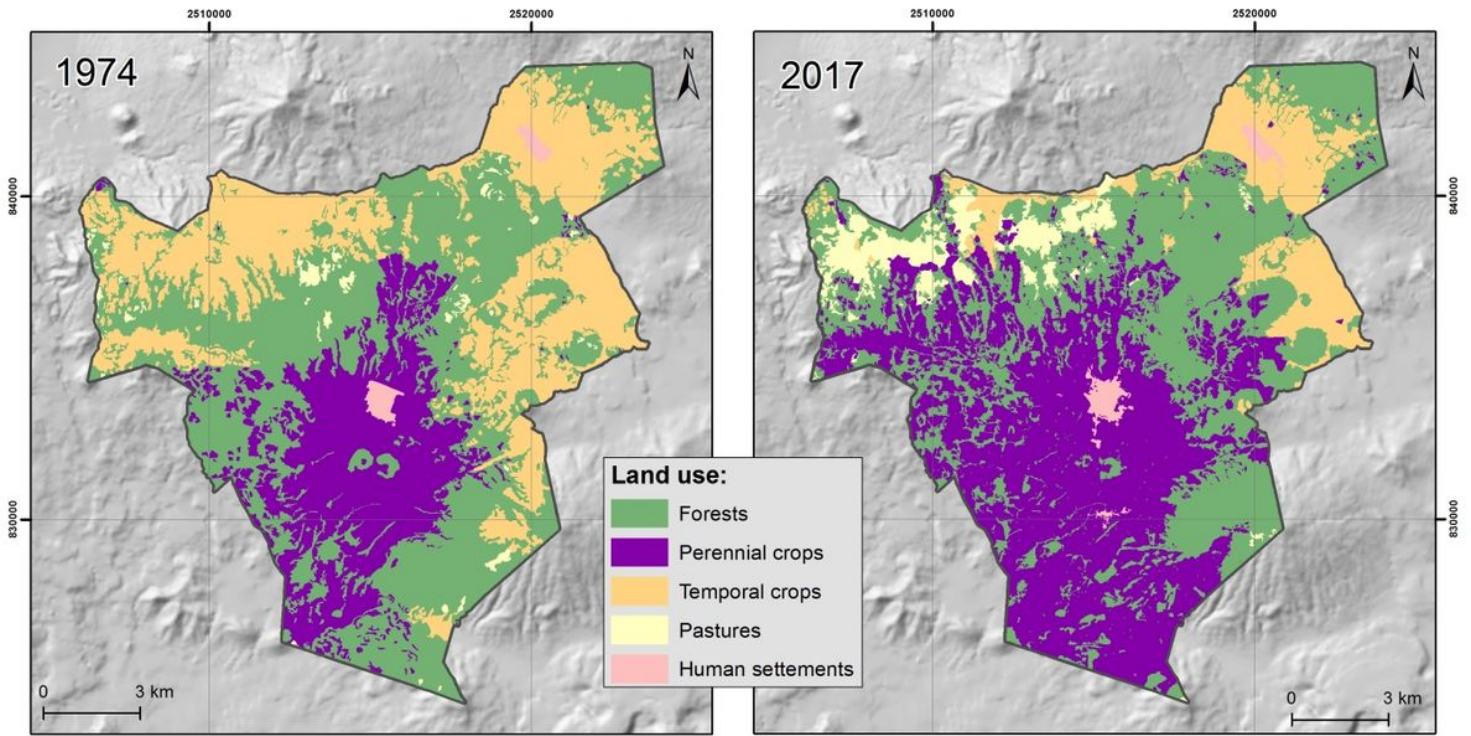 2510000
2520000
2510000
2520000
1974
N
2017
N
840000
840000
830000
830000
Land use:
Forests
Perennial crops
Temporal crops
Pastures
Human settements
0
3 km
0
3 km